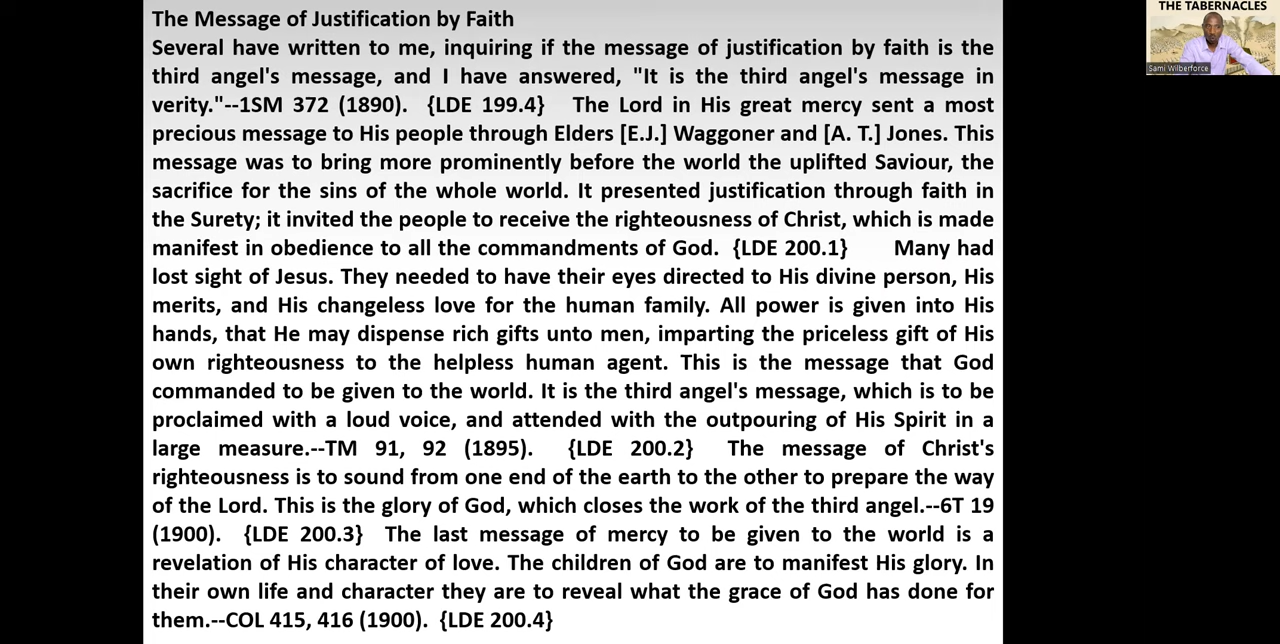 The Message of Justification by Faith
Several have written to me, inquiring if the message of justification by faith is the
third angel's message, and I have answered, "It is the third angel's message in
verity."--1SM 372 (1890). {LDE 199.4} The Lord in His great mercy sent a most
precious message to His people through Elders [E.J.] Waggoner and [A. T.] Jones. This
message was to bring more prominently before the world the uplifted Saviour, the
sacrifice for the sins of the whole world. It presented justification through faith in
the Surety; it invited the people to receive the righteousness of Christ, which is made
manifest in obedience to all the commandments of God. {LDE 200.1} Many had
lost sight of Jesus. They needed to have their eyes directed to His divine person, His
merits, and His changeless love for the human family. All power is given into His
hands, that He may dispense rich gifts unto men, imparting the priceless gift of His
own righteousness to the helpless human agent. This is the message that God
commanded to be given to the world. It is the third angel's message, which is to be
proclaimed with a loud voice, and attended with the outpouring of His Spirit in a
large measure.--TM 91, 92 (1895). {LDE 200.2} The message of Christ's
righteousness is to sound from one end of the earth to the other to prepare the way
of the Lord. This is the glory of God, which closes the work of the third angel.--6T 19
(1900). {LDE 200.3} The last message of mercy to be given to the world is a
revelation of His character of love. The children of God are to manifest His glory. In
their own life and character they are to reveal what the grace of God has done for
them.--COL 415, 416 (1900). {LDE 200.4}
THE TABERNACLES
Sami Wilberforce